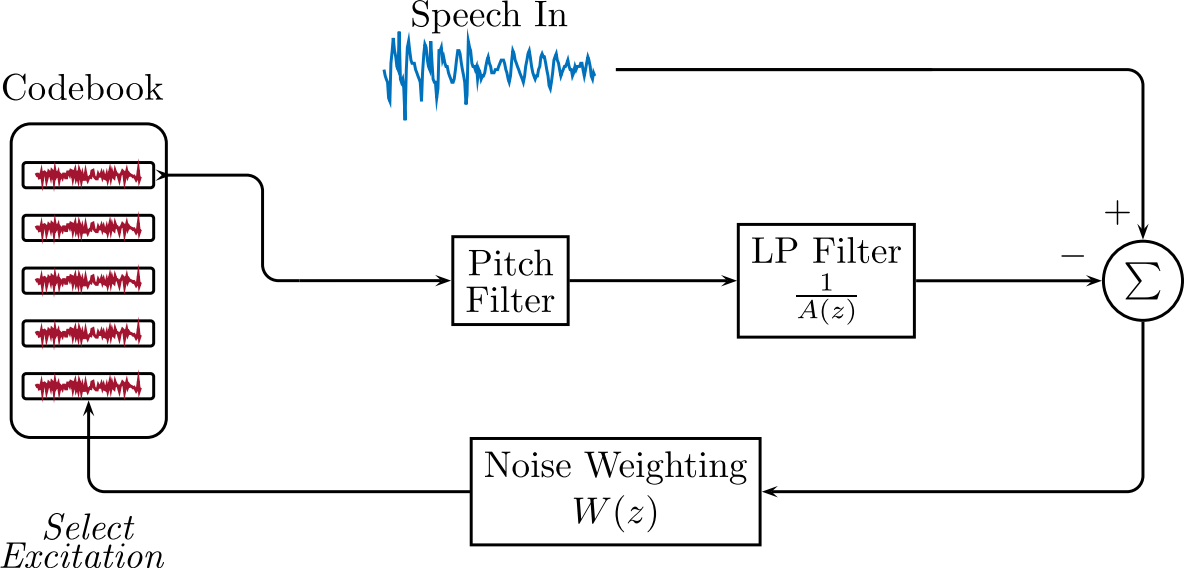 Speech In
Codebook
+
−
Pitch
Filter
LP Filter
1
A(z)
∑
Noise Weighting
W(z)
Select
Excitation